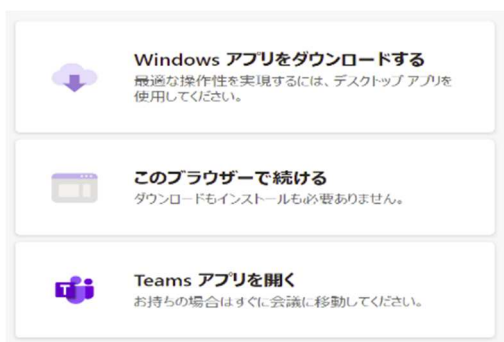 Windows アプリをダウンロードする
最適な操作性を実現するには、デスクトップ アプリを
使用してください。
このブラウザーで続ける
ダウンロードもインストールも必要ありません。
Teams アプリを開く
お持ちの場合はすぐに会議に移動してください。